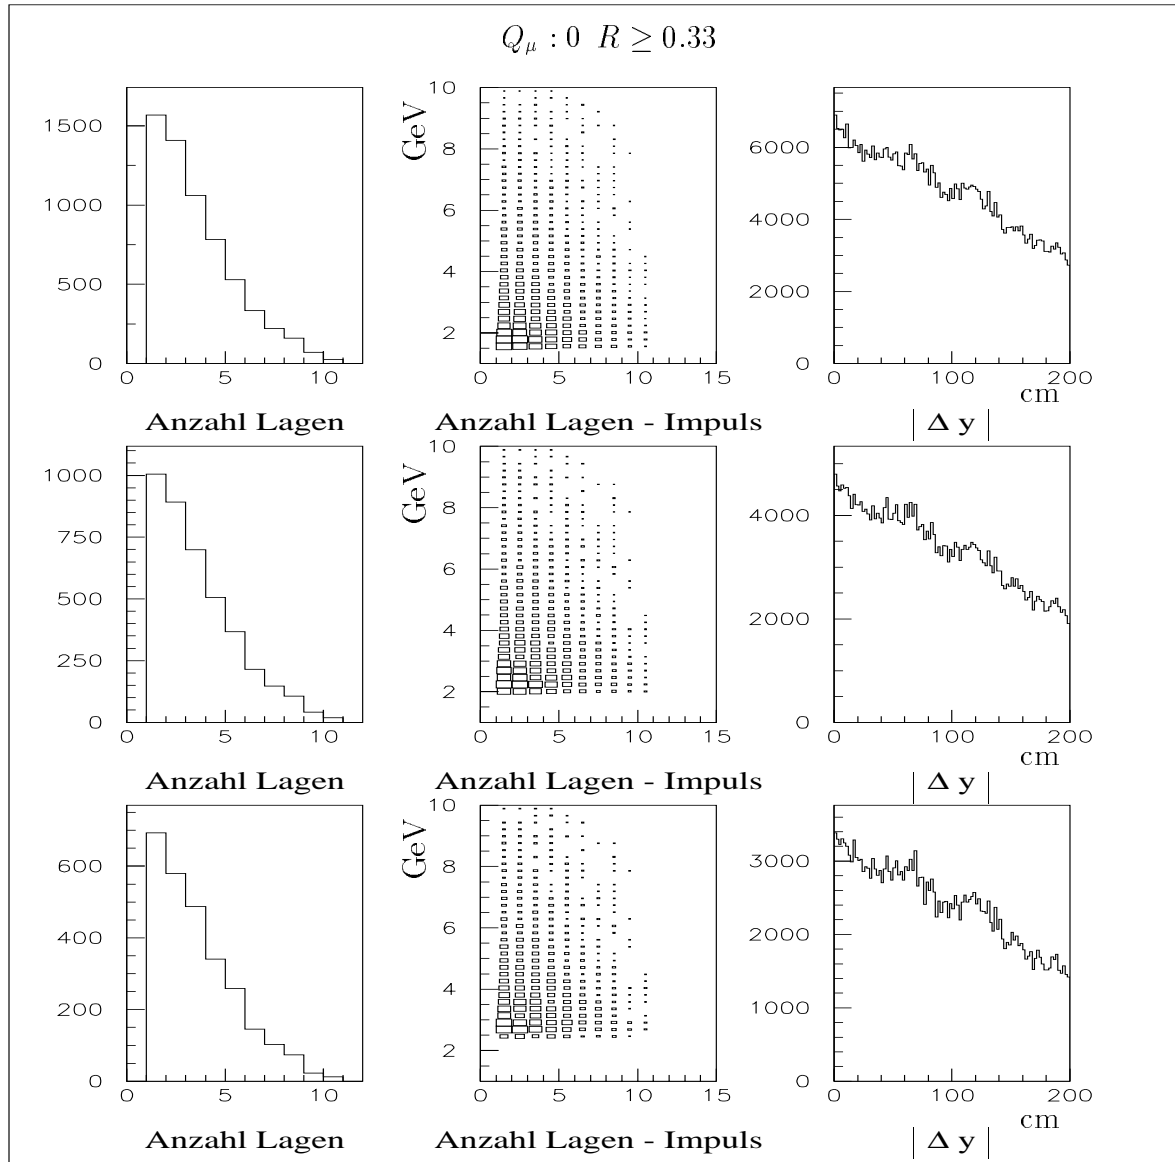 Q_μ : 0 R ≥ 0.33
1500
1000
500
0
0 5 10
Anzahl Lagen
GeV
10
8
6
4
2
0 5 10 15
Anzahl Lagen - Impuls
6000
4000
2000
0
0 100 200
cm
| Δ y |
1000
750
500
250
0
0 5 10
Anzahl Lagen
GeV
10
8
6
4
2
0 5 10 15
Anzahl Lagen - Impuls
4000
2000
0
0 100 200
cm
| Δ y |
600
400
200
0
0 5 10
Anzahl Lagen
GeV
10
8
6
4
2
0 5 10 15
Anzahl Lagen - Impuls
3000
2000
1000
0
0 100 200
cm
| Δ y |